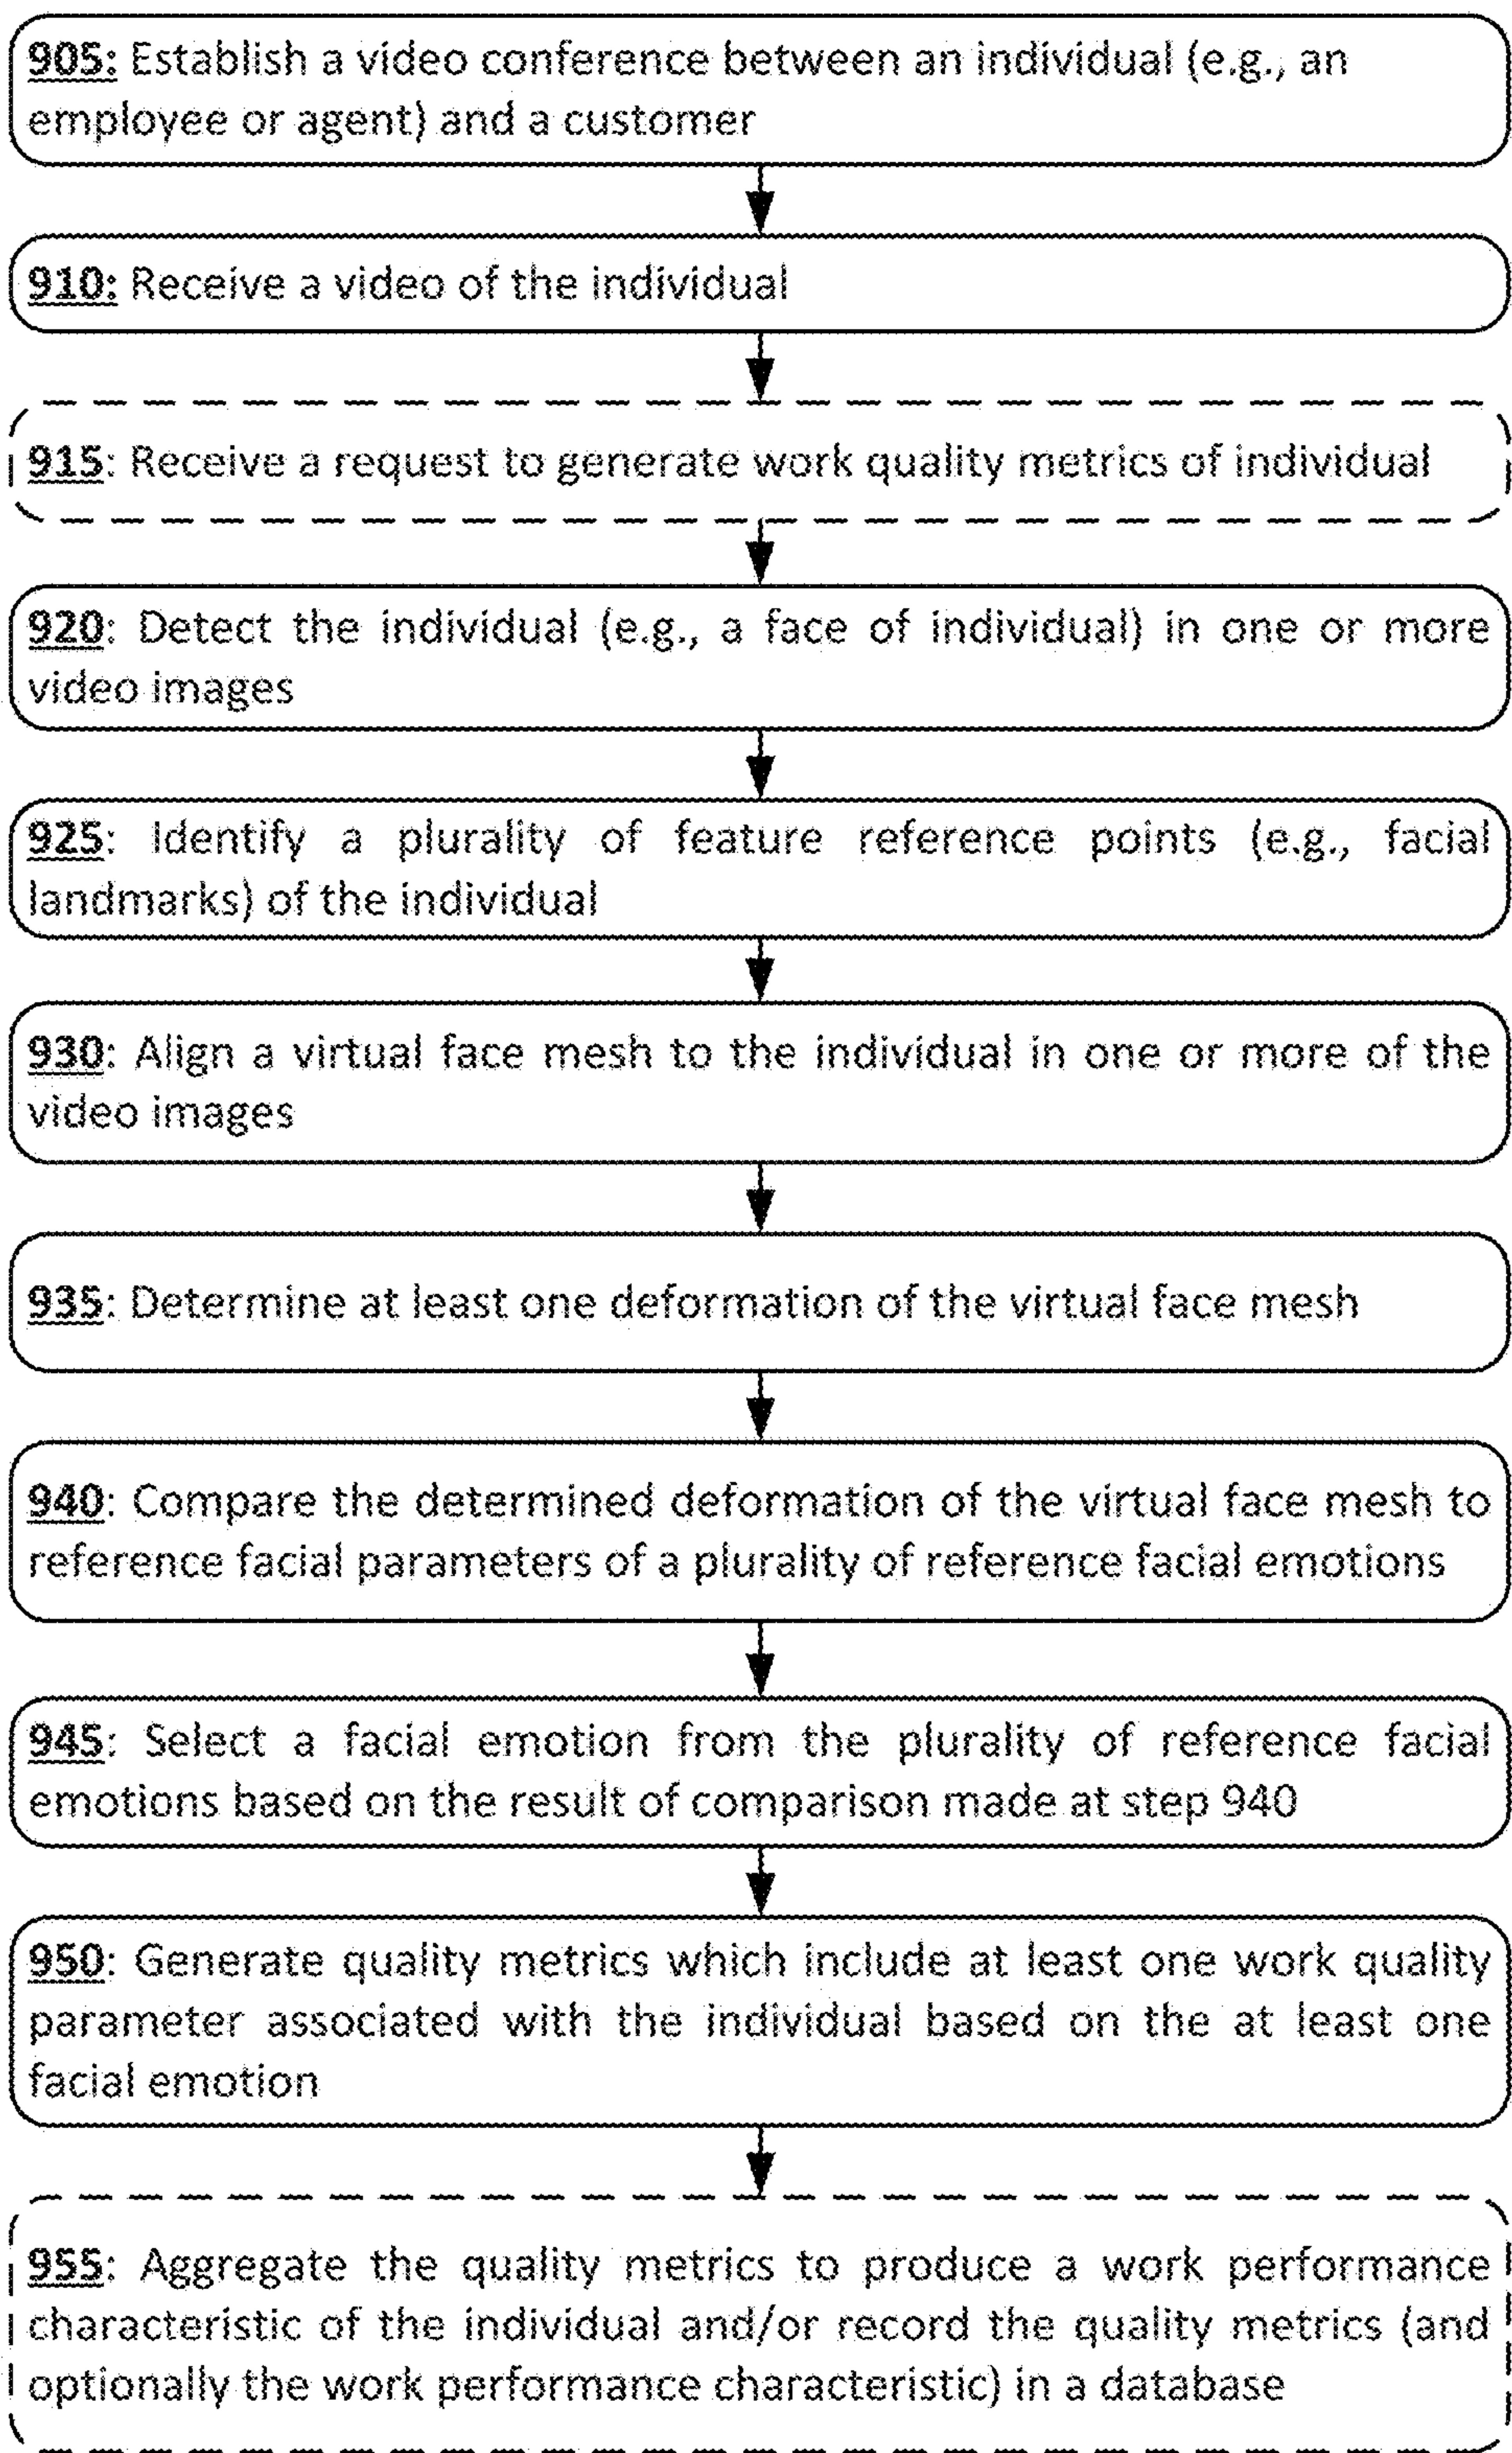 905: Establish a video conference between an individual (e.g., an
employee or agent) and a customer
910: Receive a video of the individual
915: Receive a request to generate work quality metrics of individual
920: Detect the individual (e.g., a face of individual) in one or more
video images
925: Identify a plurality of feature reference points (e.g., facial
landmarks) of the individual
930: Align a virtual face mesh to the individual in one or more of the
video images
935: Determine at least one deformation of the virtual face mesh
940: Compare the determined deformation of the virtual face mesh to
reference facial parameters of a plurality of reference facial emotions
945: Select a facial emotion from the plurality of reference facial
emotions based on the result of comparison made at step 940
950: Generate quality metrics which include at least one work quality
parameter associated with the individual based on the at least one
facial emotion
955: Aggregate the quality metrics to produce a work performance
characteristic of the individual and/or record the quality metrics (and
optionally the work performance characteristic) in a database